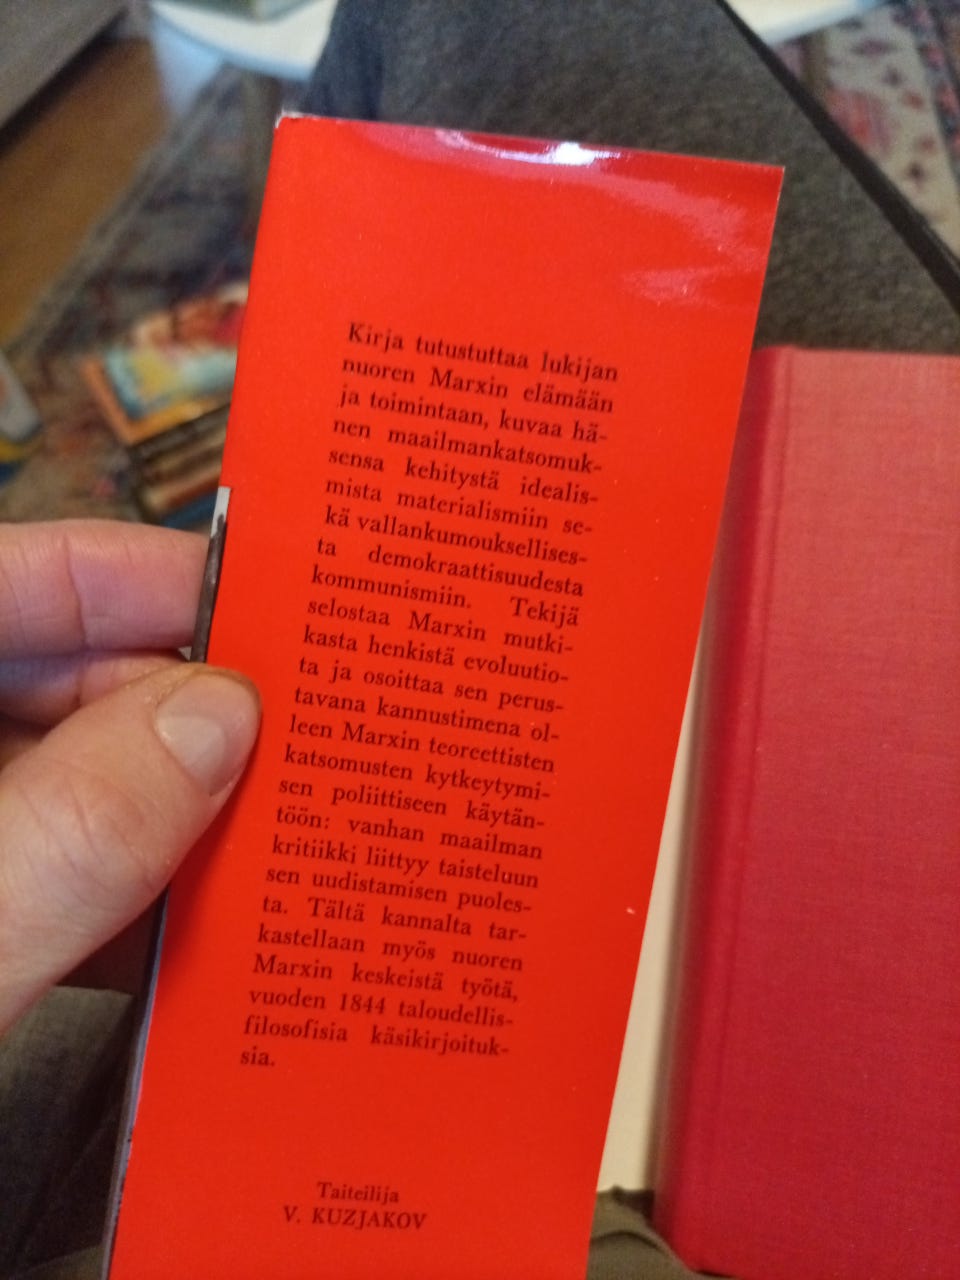 Kirja tutustuttaa lukijan
nuoren Marxin elämään
ja toimintaan, kuvaa hä-
nen maailmankatsomuk-
sensa kehitystä idealis-
mista materialismiin se-
kä vallankumouksellises-
ta demokraattisuudesta
kommunismiin. Tekijä
selostaa Marxin mutki-
kasta henkistä evoluutio-
ta ja osoittaa sen perus-
tavana kannustimena ol-
leen Marxin teoreettisten
katsomusten kytkeytymi-
sen poliittiseen käytän-
töön: vanhan maailman
kritiikki liittyy taisteluun
sen uudistamisen puoles-
ta. Tältä kannalta tar-
kastellaan myös nuoren
Marxin keskeistä työtä,
vuoden 1844 taloudellis-
filosofisia käsikirjoituk-
sia.
Taiteilija
V. KUZJAKOV